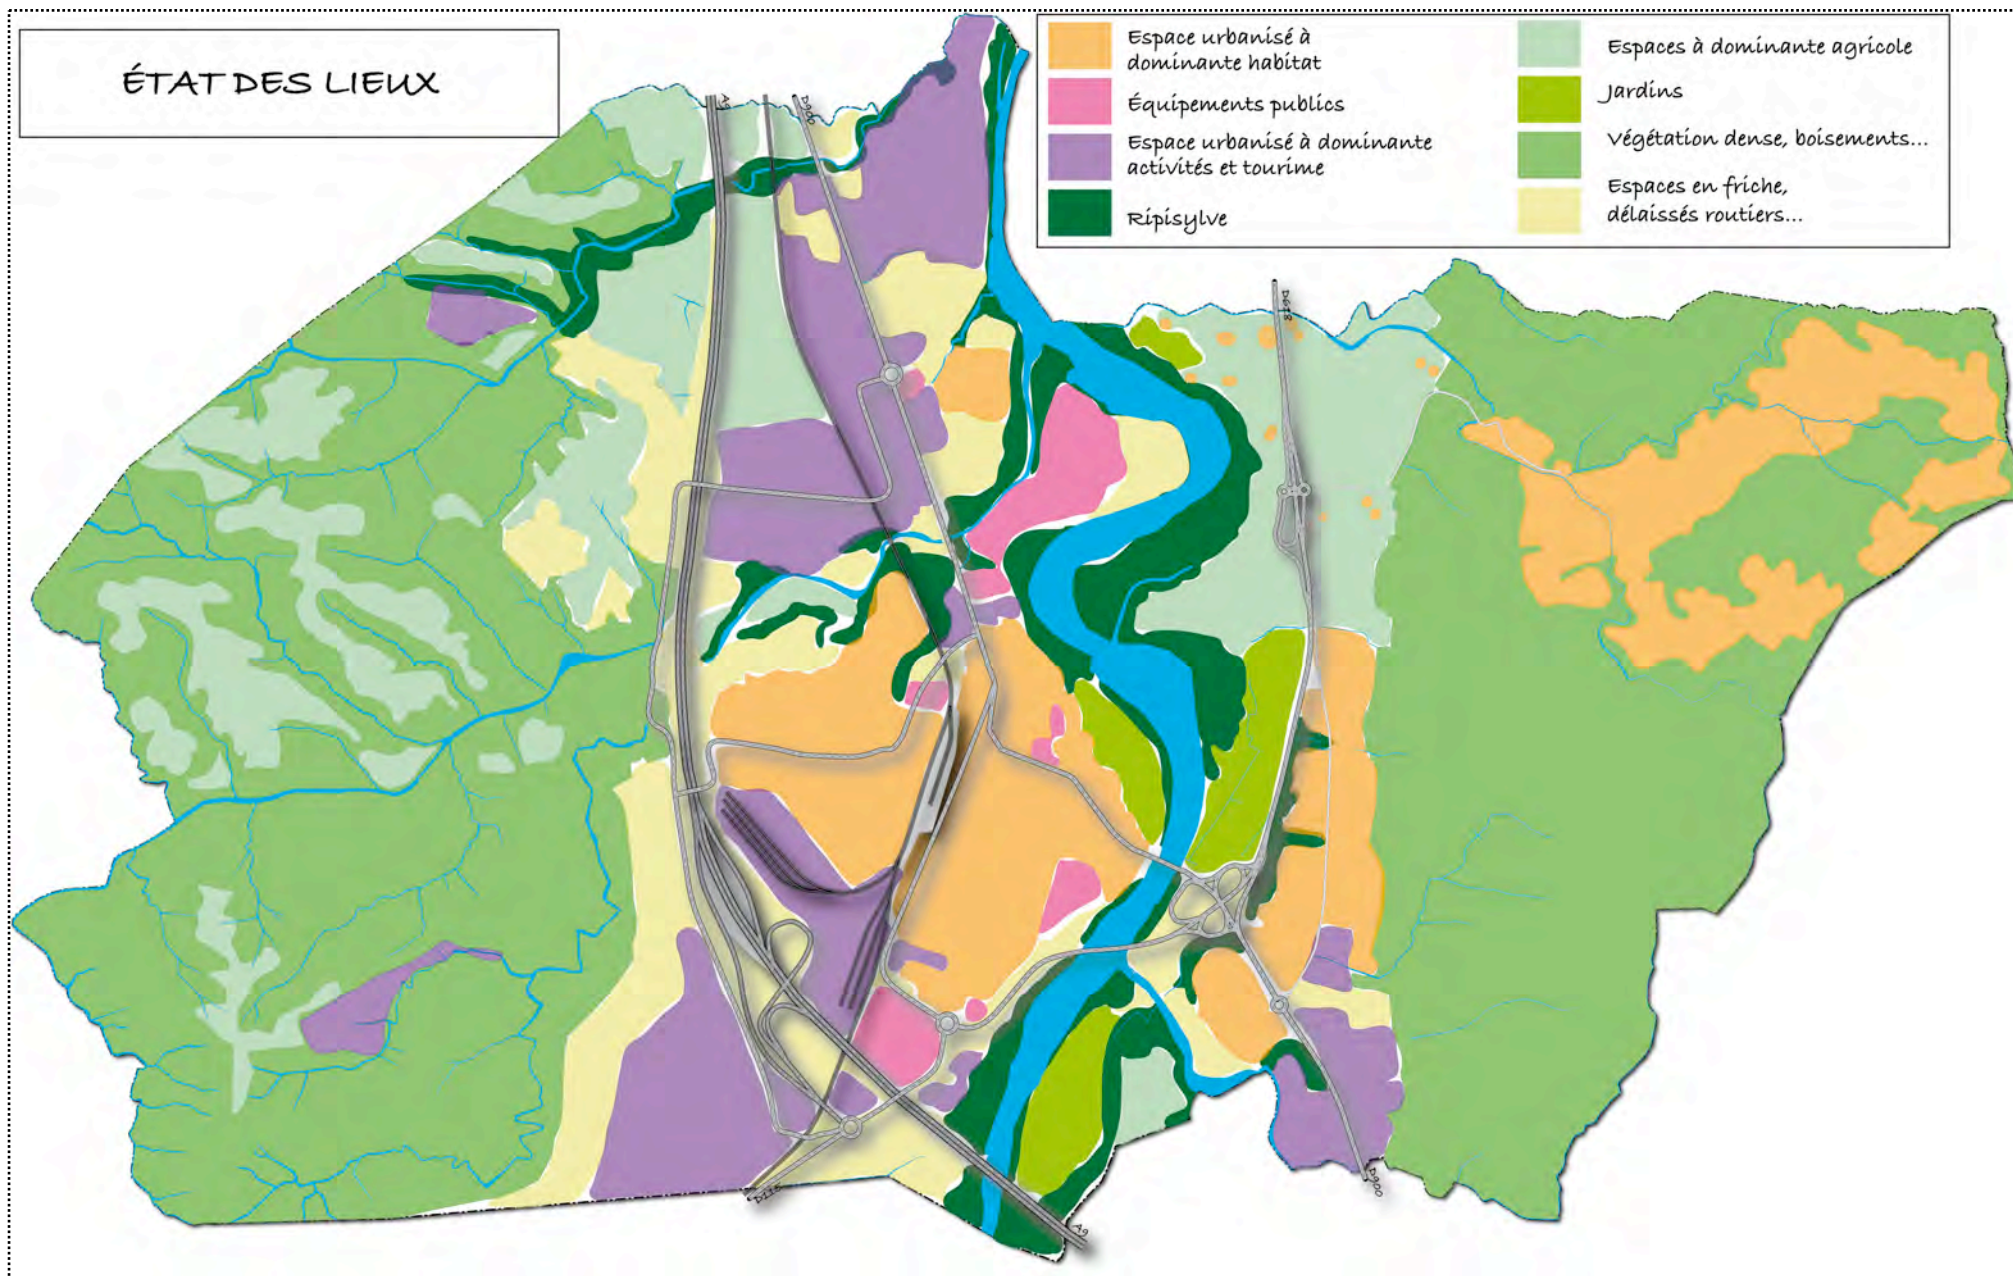 ÉTAT DES LIEUX
Espace urbanisé à
dominante habitat
Équipements publics
Espace urbanisé à dominante
activités et tourime
Ripisylve
Espaces à dominante agricole
Jardins
Végétation dense, boisements...
Espaces en friche,
délaissés routiers...
D900
D618
D900
A9